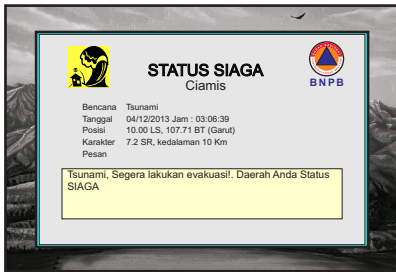 STATUS SIAGA
Ciamis
BNPB
Bencana Tsunami
Tanggal 04/12/2013 Jam : 03:06:39
Posisi 10.00 LS, 107.71 BT (Garut)
Karakter 7.2 SR, kedalaman 10 Km
Pesan
Tsunami, Segera lakukan evakuasi!. Daerah Anda Status
SIAGA